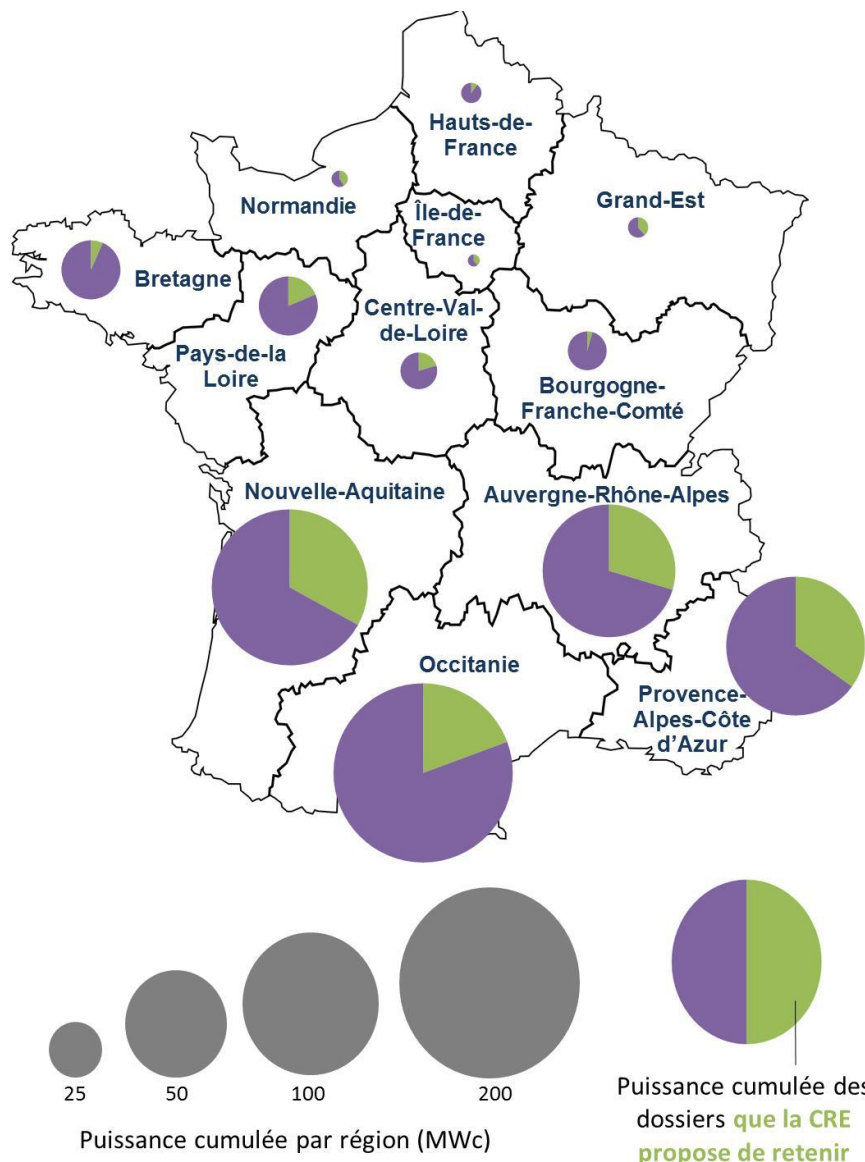 Hauts-de-
France
Normandie
Île-de-
France
Grand-Est
Bretagne
Pays-de-la
Loire
Centre-Val-
de-Loire
Bourgogne-
Franche-Comté
Nouvelle-Aquitaine
Auvergne-Rhône-Alpes
Occitanie
Provence-
Alpes-Côte
d'Azur
25
50
100
200
Puissance cumulée par région (MWc)
Puissance cumulée des
dossiers que la CRE
propose de retenir